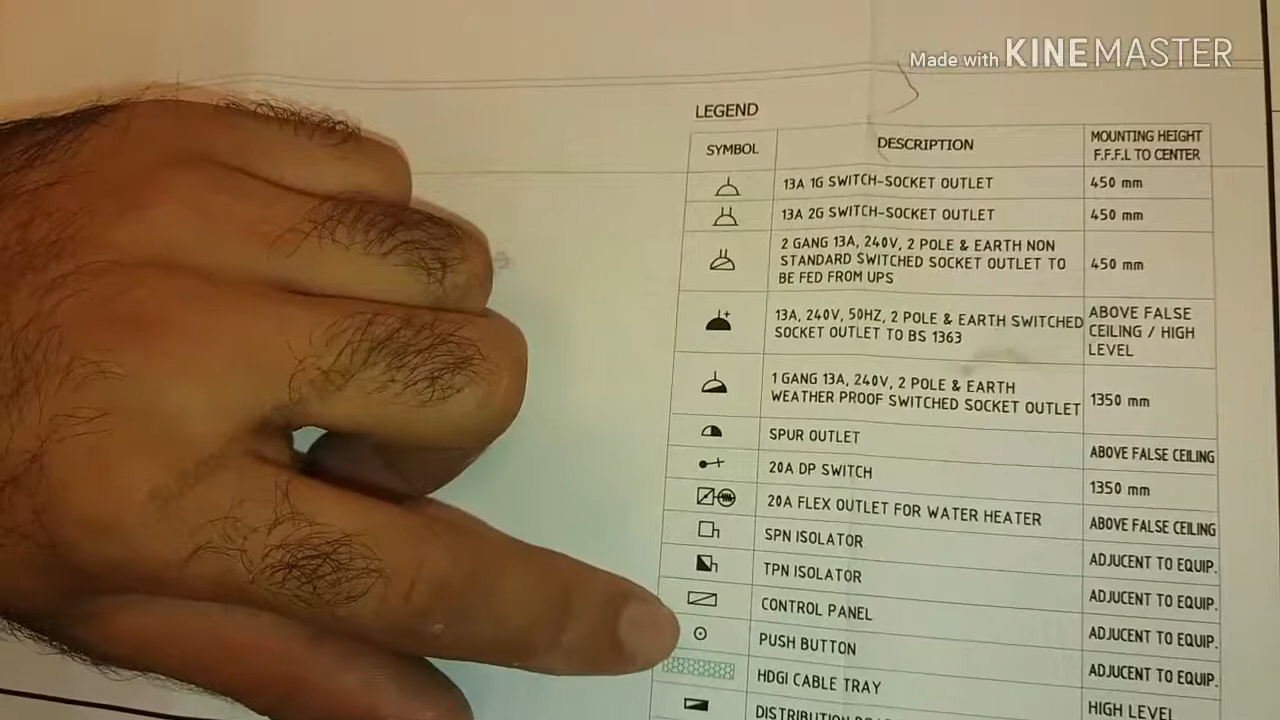 Made with KINEMASTER
LEGEND
SYMBOL
DESCRIPTION
MOUNTING HEIGHT
F.F.F.L TO CENTER
13A 1G SWITCH-SOCKET OUTLET
450 mm
13A 2G SWITCH-SOCKET OUTLET
450 mm
2 GANG 13A, 240V, 2 POLE & EARTH NON
STANDARD SWITCHED SOCKET OUTLET TO
BE FED FROM UPS
450 mm
13A, 240V, 50HZ, 2 POLE & EARTH SWITCHED
SOCKET OUTLET TO BS 1363
ABOVE FALSE
CEILING / HIGH
LEVEL
1 GANG 13A, 240V, 2 POLE & EARTH
WEATHER PROOF SWITCHED SOCKET OUTLET
1350 mm
SPUR OUTLET
ABOVE FALSE CEILING
20A DP SWITCH
1350 mm
20A FLEX OUTLET FOR WATER HEATER
ABOVE FALSE CEILING
SPN ISOLATOR
ADJUCENT TO EQUIP.
TPN ISOLATOR
ADJUCENT TO EQUIP.
CONTROL PANEL
ADJUCENT TO EQUIP.
PUSH BUTTON
ADJUCENT TO EQUIP.
HDGI CABLE TRAY
HIGH LEVEL
DISTRIBUTION